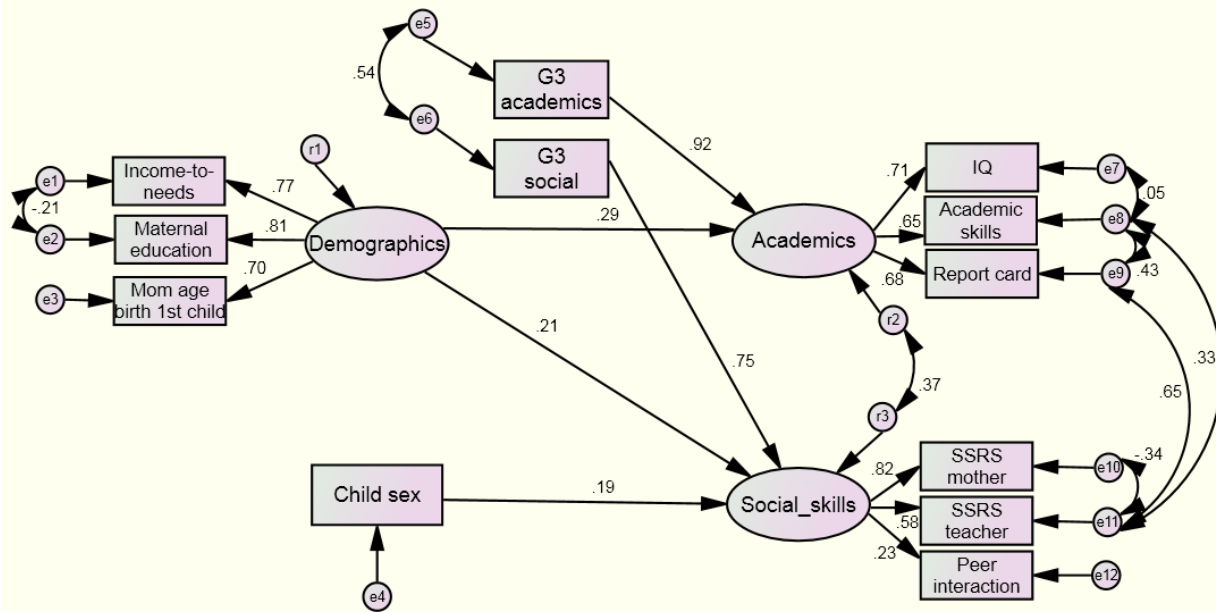 e5
G3
academics
.54
e6
G3
social
r1
.92
e1
Income-to-
needs
.77
-.21
e2
Maternal
education
.81
Demographics
.29
Academics
.71
IQ
e7
.05
.65
Academic
skills
e8
.68
Report card
e9
.43
e3
Mom age
birth 1st child
.70
r2
.21
.75
.37
.33
.65
r3
Child sex
.19
Social_skills
.82
SSRS
mother
e10
-.34
.58
SSRS
teacher
e11
.23
Peer
interaction
e12
e4